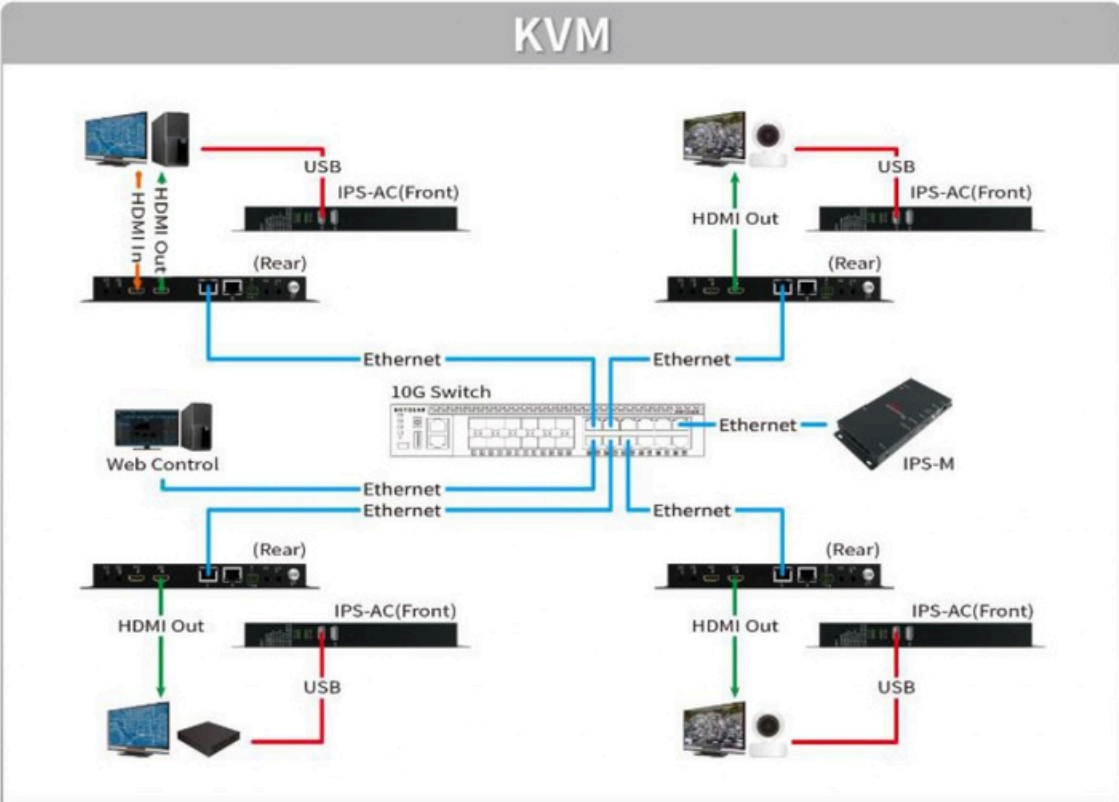 KVM
USB
IPS-AC(Front)
HDMI In
HDMI Out
(Rear)
USB
IPS-AC(Front)
HDMI Out
(Rear)
Ethernet
Ethernet
10G Switch
NETGEAR
Ethernet
IPS-M
Web Control
Ethernet
Ethernet
Ethernet
(Rear)
(Rear)
HDMI Out
IPS-AC(Front)
USB
HDMI Out
IPS-AC(Front)
USB